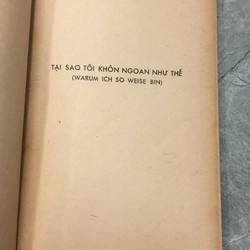 TẠI SAO TÔI KHÔN NGOAN NHƯ THẾ
(WARUM ICH SO WEISE BIN)